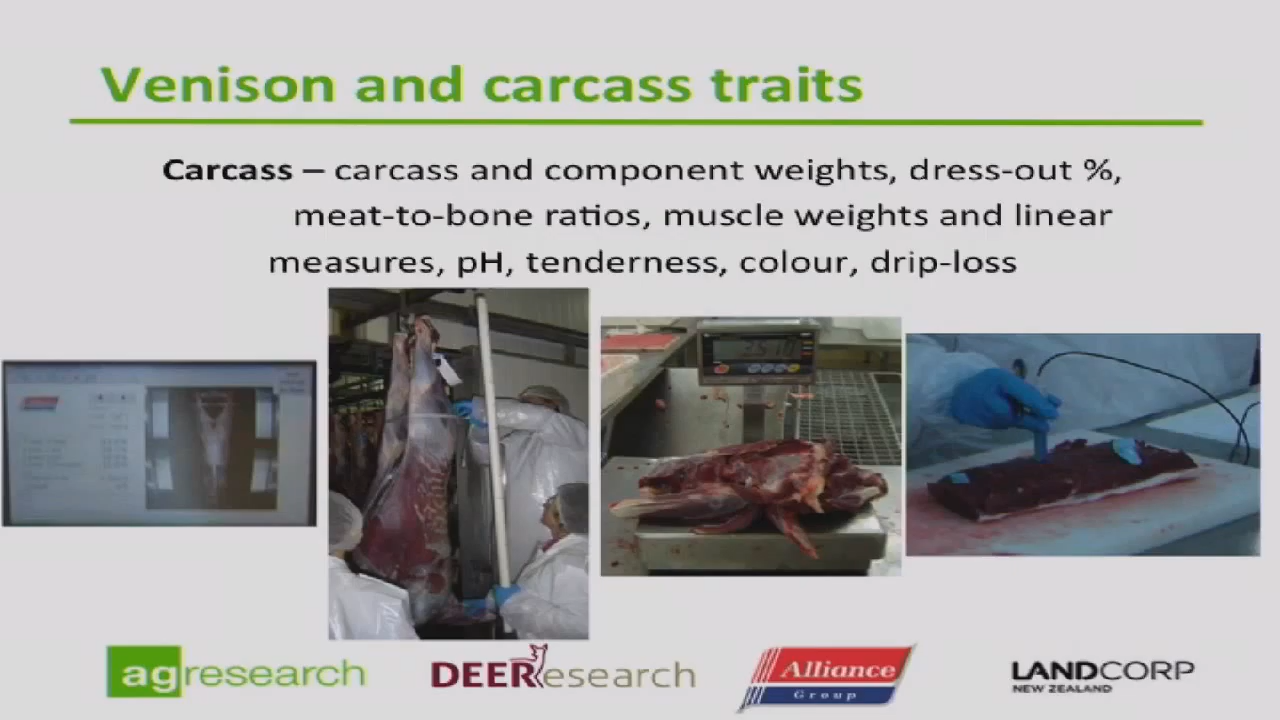 Venison and carcass traits
Carcass – carcass and component weights, dress-out %,
meat-to-bone ratios, muscle weights and linear
measures, pH, tenderness, colour, drip-loss
agresearch
DEERresearch
Alliance
Group
LANDCORP
NEW ZEALAND